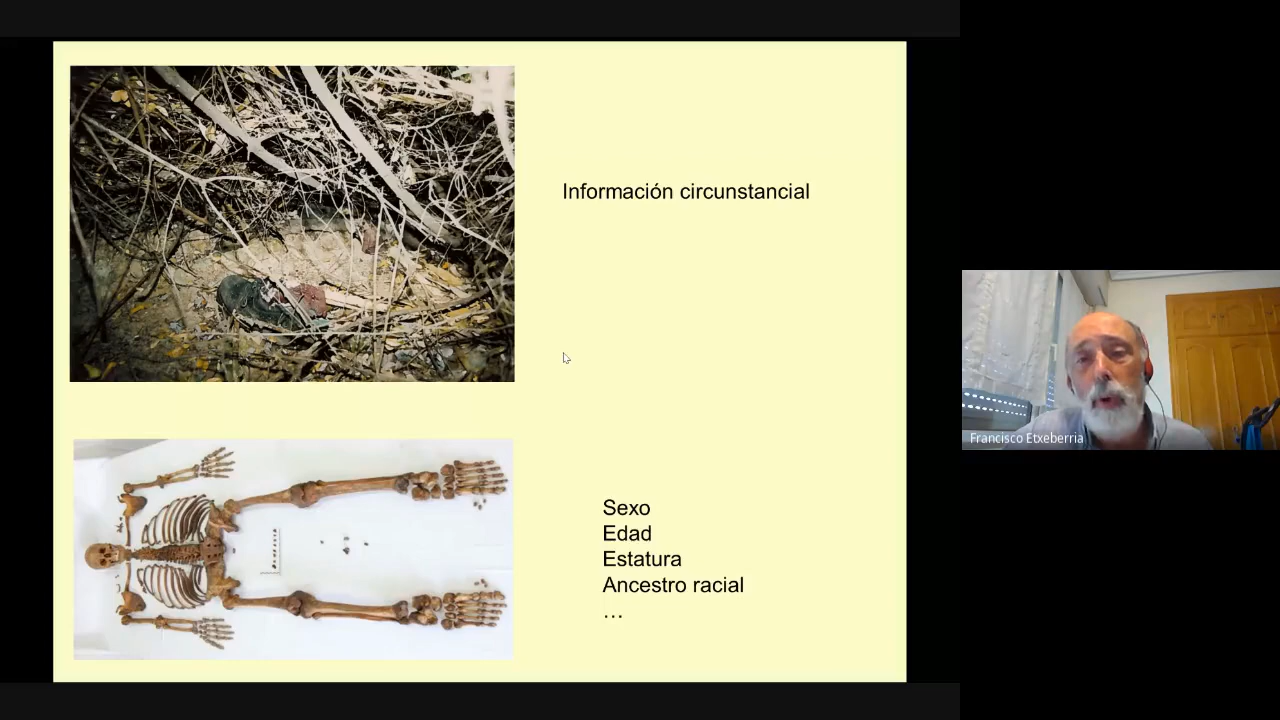 Información circunstancial
Sexo
Edad
Estatura
Ancestro racial
…
Francisco Etxeberria